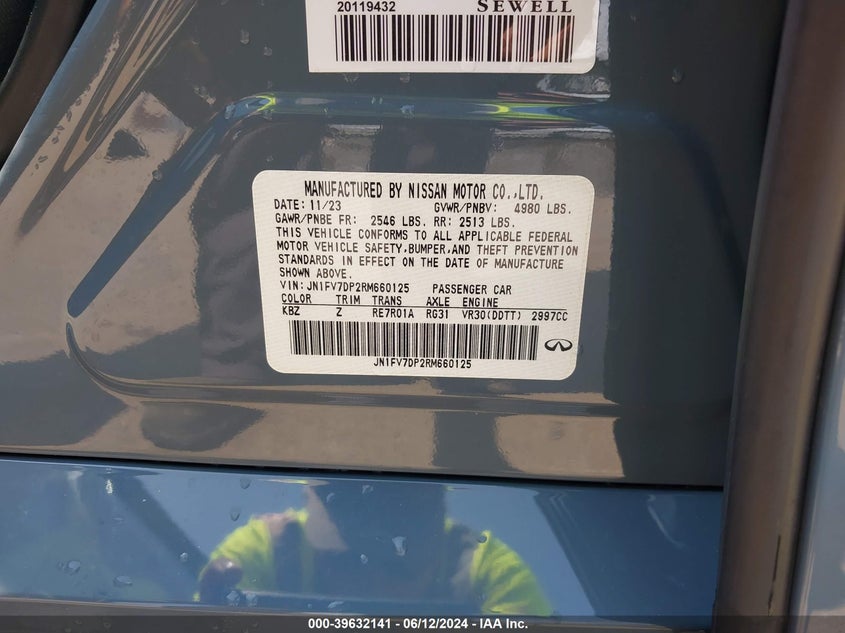 20119432 SEWELL
MANUFACTURED BY NISSAN MOTOR CO.,LTD.
DATE: 11/23 GVWR/PNBV: 4980 LBS.
GAWR/PNBE FR: 2546 LBS. RR: 2513 LBS.
THIS VEHICLE CONFORMS TO ALL APPLICABLE FEDERAL
MOTOR VEHICLE SAFETY,BUMPER,AND THEFT PREVENTION
STANDARDS IN EFFECT ON THE DATE OF MANUFACTURE
SHOWN ABOVE.
VIN: JN1FV7DP2RM660125 PASSENGER CAR
COLOR TRIM TRANS AXLE ENGINE
KBZ Z RE7R01A RG31 VR30(DDTT) 2997CC
JN1FV7DP2RM660125
000-39632141 - 06/12/2024 - IAA Inc.